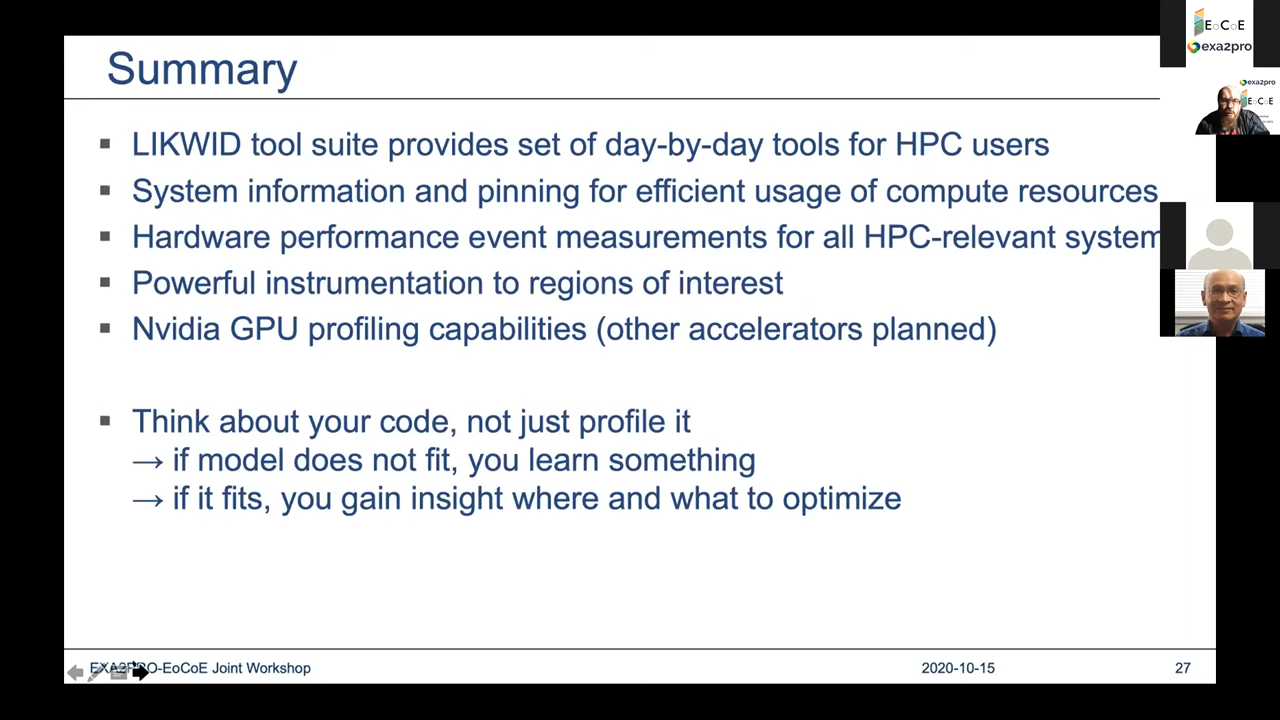 Summary
LIKWID tool suite provides set of day-by-day tools for HPC users
System information and pinning for efficient usage of compute resources
Hardware performance event measurements for all HPC-relevant system
Powerful instrumentation to regions of interest
Nvidia GPU profiling capabilities (other accelerators planned)
Think about your code, not just profile it
→ if model does not fit, you learn something
→ if it fits, you gain insight where and what to optimize
EXA2PRO-EoCoE Joint Workshop
2020-10-15
27
EoCoE
exa2pro
exa2pro
EoCoE